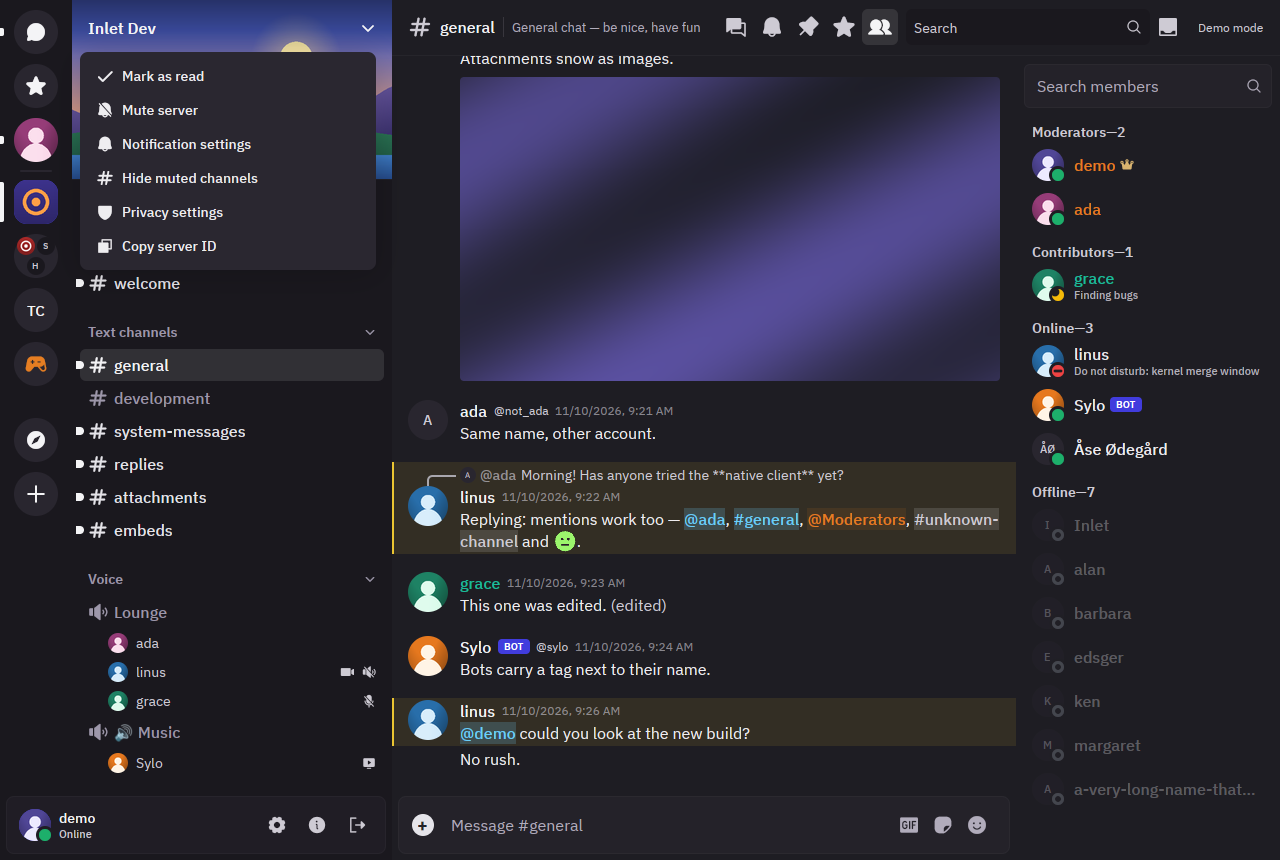 Inlet Dev
Mark as read
Mute server
Notification settings
Hide muted channels
Privacy settings
Copy server ID
S
H
TC
# welcome
Text channels
# general
# development
# system-messages
# replies
# attachments
# embeds
Voice
Lounge
ada
linus
grace
🔊 Music
Sylo
demo
Online
# general
General chat — be nice, have fun
Search
Demo mode
Attachments show as images.
A
ada @not_ada 11/10/2026, 9:21 AM
Same name, other account.
A @ada Morning! Has anyone tried the **native client** yet?
linus 11/10/2026, 9:22 AM
Replying: mentions work too — @ada, #general, @Moderators, #unknown-
channel and 😐.
grace 11/10/2026, 9:23 AM
This one was edited. (edited)
Sylo BOT @sylo 11/10/2026, 9:24 AM
Bots carry a tag next to their name.
linus 11/10/2026, 9:26 AM
@demo could you look at the new build?
No rush.
Message #general
GIF
Search members
Moderators—2
demo
ada
Contributors—1
grace
Finding bugs
Online—3
linus
Do not disturb: kernel merge window
Sylo BOT
ÅØ Åse Ødegård
Offline—7
I Inlet
A alan
B barbara
E edsger
K ken
M margaret
A a-very-long-name-that...